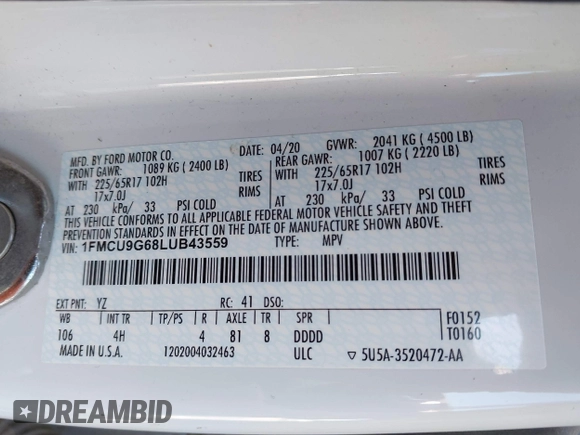 MFD. BY FORD MOTOR CO. DATE: 04/20 GVWR: 2041 KG (4500 LB)
FRONT GAWR: 1089 KG (2400 LB) REAR GAWR: 1007 KG (2220 LB)
WITH 225/65R17 102H TIRES WITH 225/65R17 102H TIRES
17x7.0J RIMS 17x7.0J RIMS
AT 230 kPa/ 33 PSI COLD AT 230 kPa/ 33 PSI COLD
THIS VEHICLE CONFORMS TO ALL APPLICABLE FEDERAL MOTOR VEHICLE SAFETY AND THEFT
PREVENTION STANDARDS IN EFFECT ON THE DATE OF MANUFACTURE SHOWN ABOVE.
VIN: 1FMCU9G68LUB43559 TYPE: MPV
EXT PNT: YZ RC: 41 DSO:
WB INT TR TP/PS R AXLE TR SPR F0152
106 4H 4 81 8 DDDD T0160
MADE IN U.S.A. 1202004032463 ULC ▽ 5U5A-3520472-AA
DREAMBID